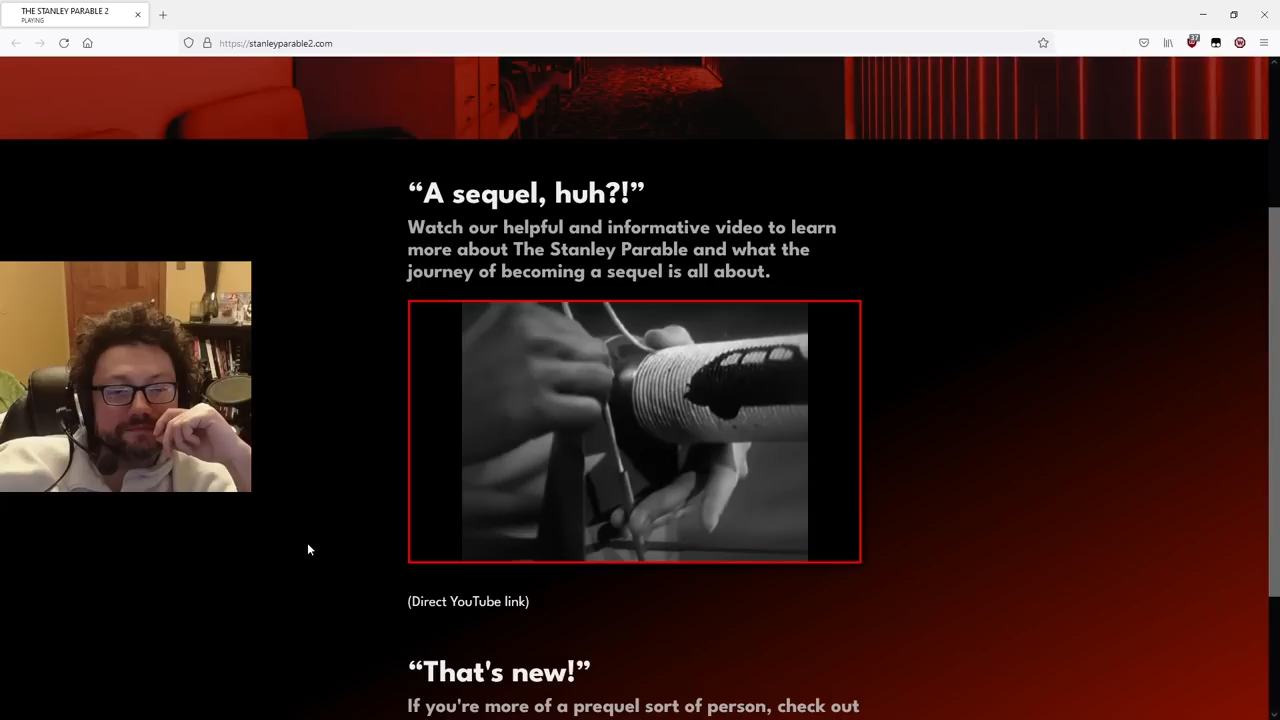 THE STANLEY PARABLE 2
PLAYING
https://stanleyparable2.com
37
“A sequel, huh?!”
Watch our helpful and informative video to learn
more about The Stanley Parable and what the
journey of becoming a sequel is all about.
(Direct YouTube link)
“That's new!”
If you're more of a prequel sort of person, check out